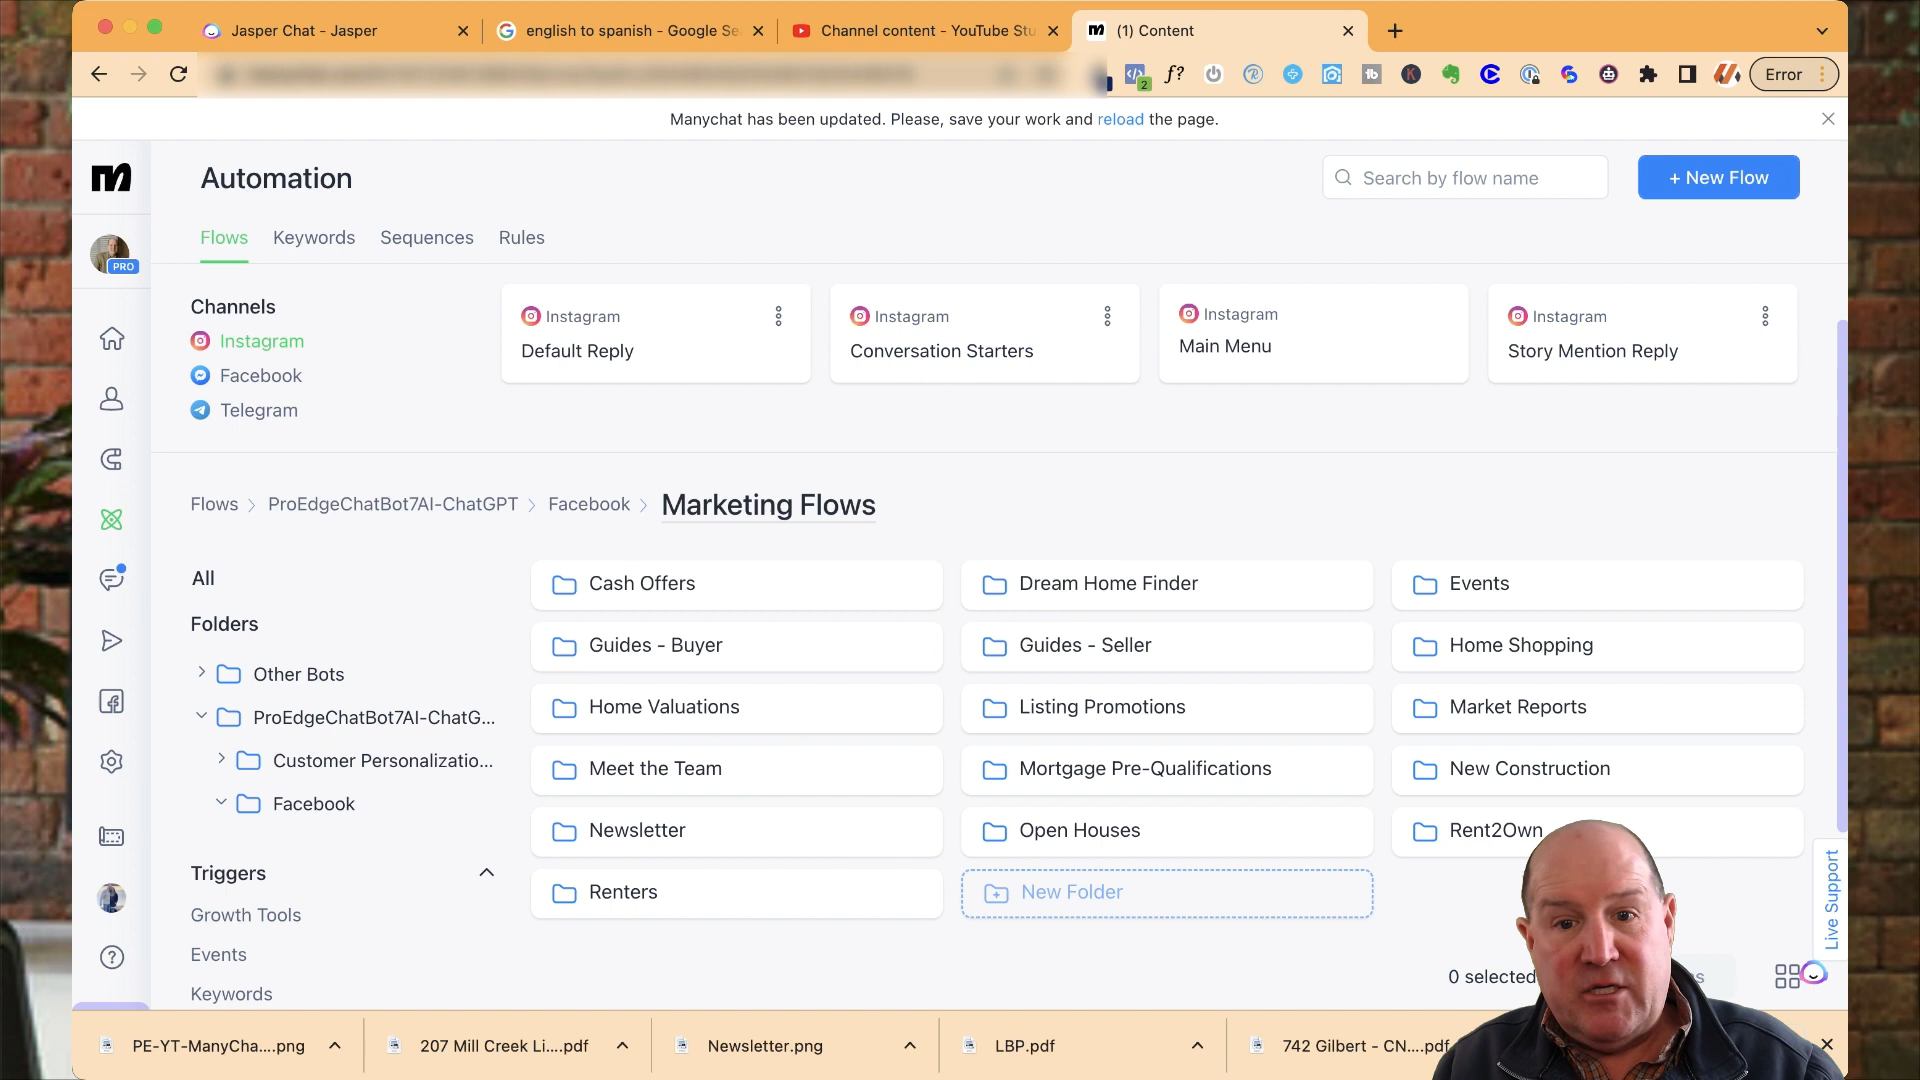 Jasper Chat - Jasper
english to spanish - Google Se
Channel content - YouTube Stu
(1) Content
2
f?
tb
K
Error
Manychat has been updated. Please, save your work and reload the page.
Automation
Search by flow name
+ New Flow
PRO
Flows
Keywords
Sequences
Rules
Channels
Instagram
Facebook
Telegram
Instagram
Default Reply
Instagram
Conversation Starters
Instagram
Main Menu
Instagram
Story Mention Reply
Flows
ProEdgeChatBot7AI-ChatGPT
Facebook
Marketing Flows
All
Folders
Other Bots
ProEdgeChatBot7AI-ChatG...
Customer Personalizatio...
Facebook
Triggers
Growth Tools
Events
Keywords
Cash Offers
Dream Home Finder
Events
Guides - Buyer
Guides - Seller
Home Shopping
Home Valuations
Listing Promotions
Market Reports
Meet the Team
Mortgage Pre-Qualifications
New Construction
Newsletter
Open Houses
Rent2Own
Renters
New Folder
0 selected
Live Support
PE-YT-ManyCha....png
207 Mill Creek Li....pdf
Newsletter.png
LBP.pdf
742 Gilbert - CN....pdf